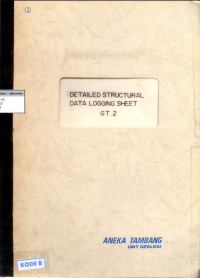 DETAILED STRUCTURAL
DATA LOGGING SHEET
GT.2
ANEKA TAMBANG
UNIT GEOLOGI
KODE B